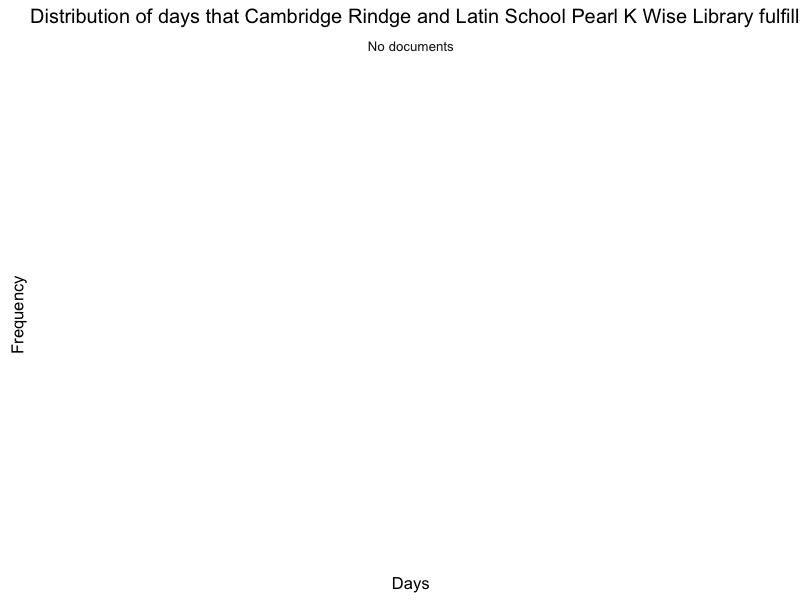 Distribution of days that Cambridge Rindge and Latin School Pearl K Wise Library fulfill
No documents
Frequency
Days